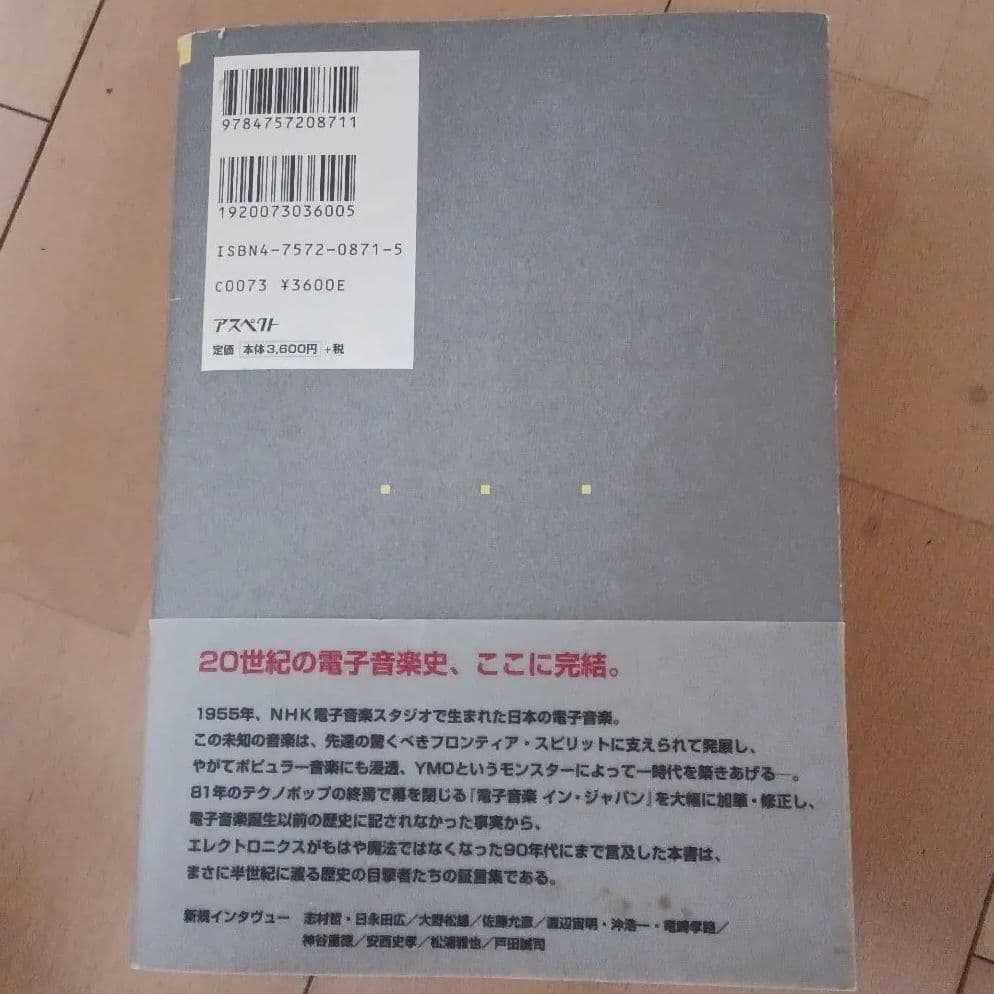 9784757208711
1920073036005
ISBN4-7572-0871-5
C0073 ¥3600E
アスペクト
定価 本体3,600円 +税
20世紀の電子音楽史、ここに完結。
1955年、NHK電子音楽スタジオで生まれた日本の電子音楽。
この未知の音楽は、先達の驚くべきフロンティア・スピリットに支えられて発展し、
やがてポピュラー音楽にも浸透、YMOというモンスターによって一時代を築きあげる─。
81年のテクノポップの終焉で幕を閉じる『電子音楽 イン・ジャパン』を大幅に加筆・修正し、
電子音楽誕生以前の歴史に記されなかった事実から、
エレクトロニクスがもはや魔法ではなくなった90年代にまで言及した本書は、
まさに半世紀に渡る歴史の目撃者たちの証言集である。
新規インタヴュー 志村哲・日永田広／大野松雄／佐藤允彦／渡辺宙明・沖浩一・竜崎孝路／
神谷重徳／安西史孝／松浦雅也／戸田誠司